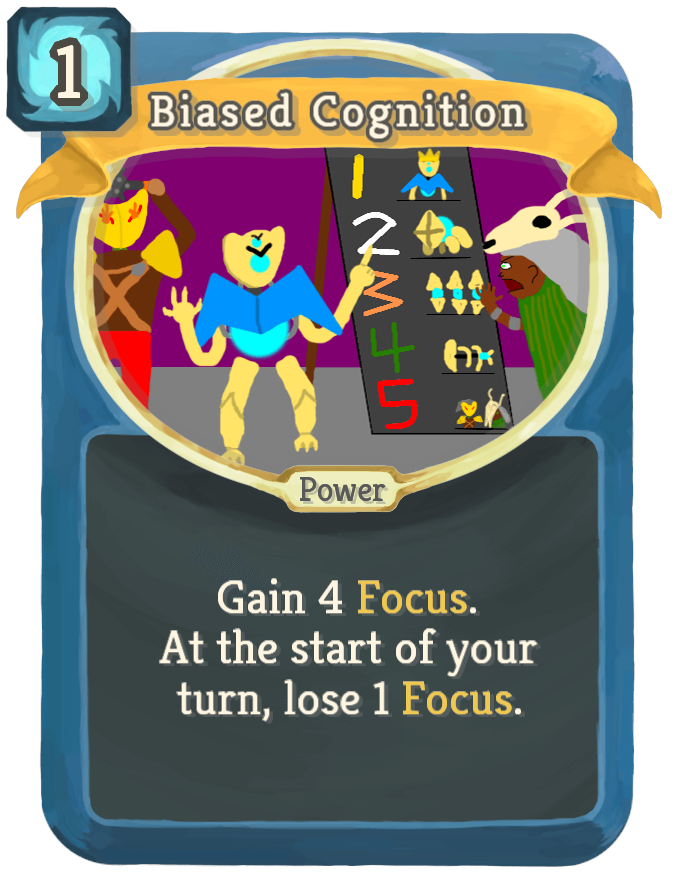 1
Biased Cognition
1
2
3
4
5
Power
Gain 4 Focus.
At the start of your
turn, lose 1 Focus.